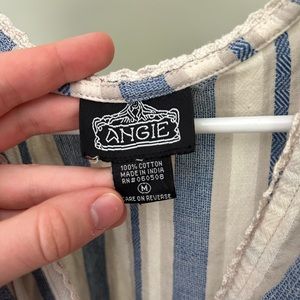 ANGIE
100% COTTON
MADE IN INDIA
RN#060508
M
CARE ON REVERSE